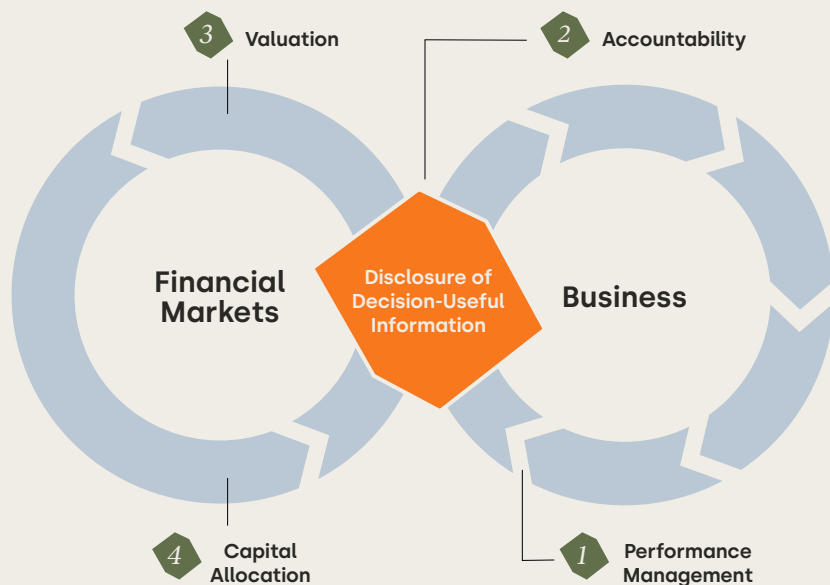 3 Valuation
2 Accountability
Financial
Markets
Disclosure of
Decision-Useful
Information
Business
4 Capital
Allocation
1 Performance
Management